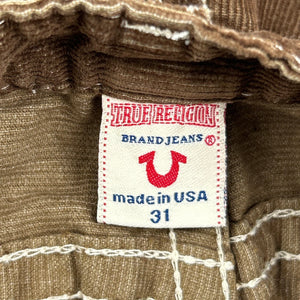 TRUE RELIGION
BRAND JEANS ®
made in USA
31